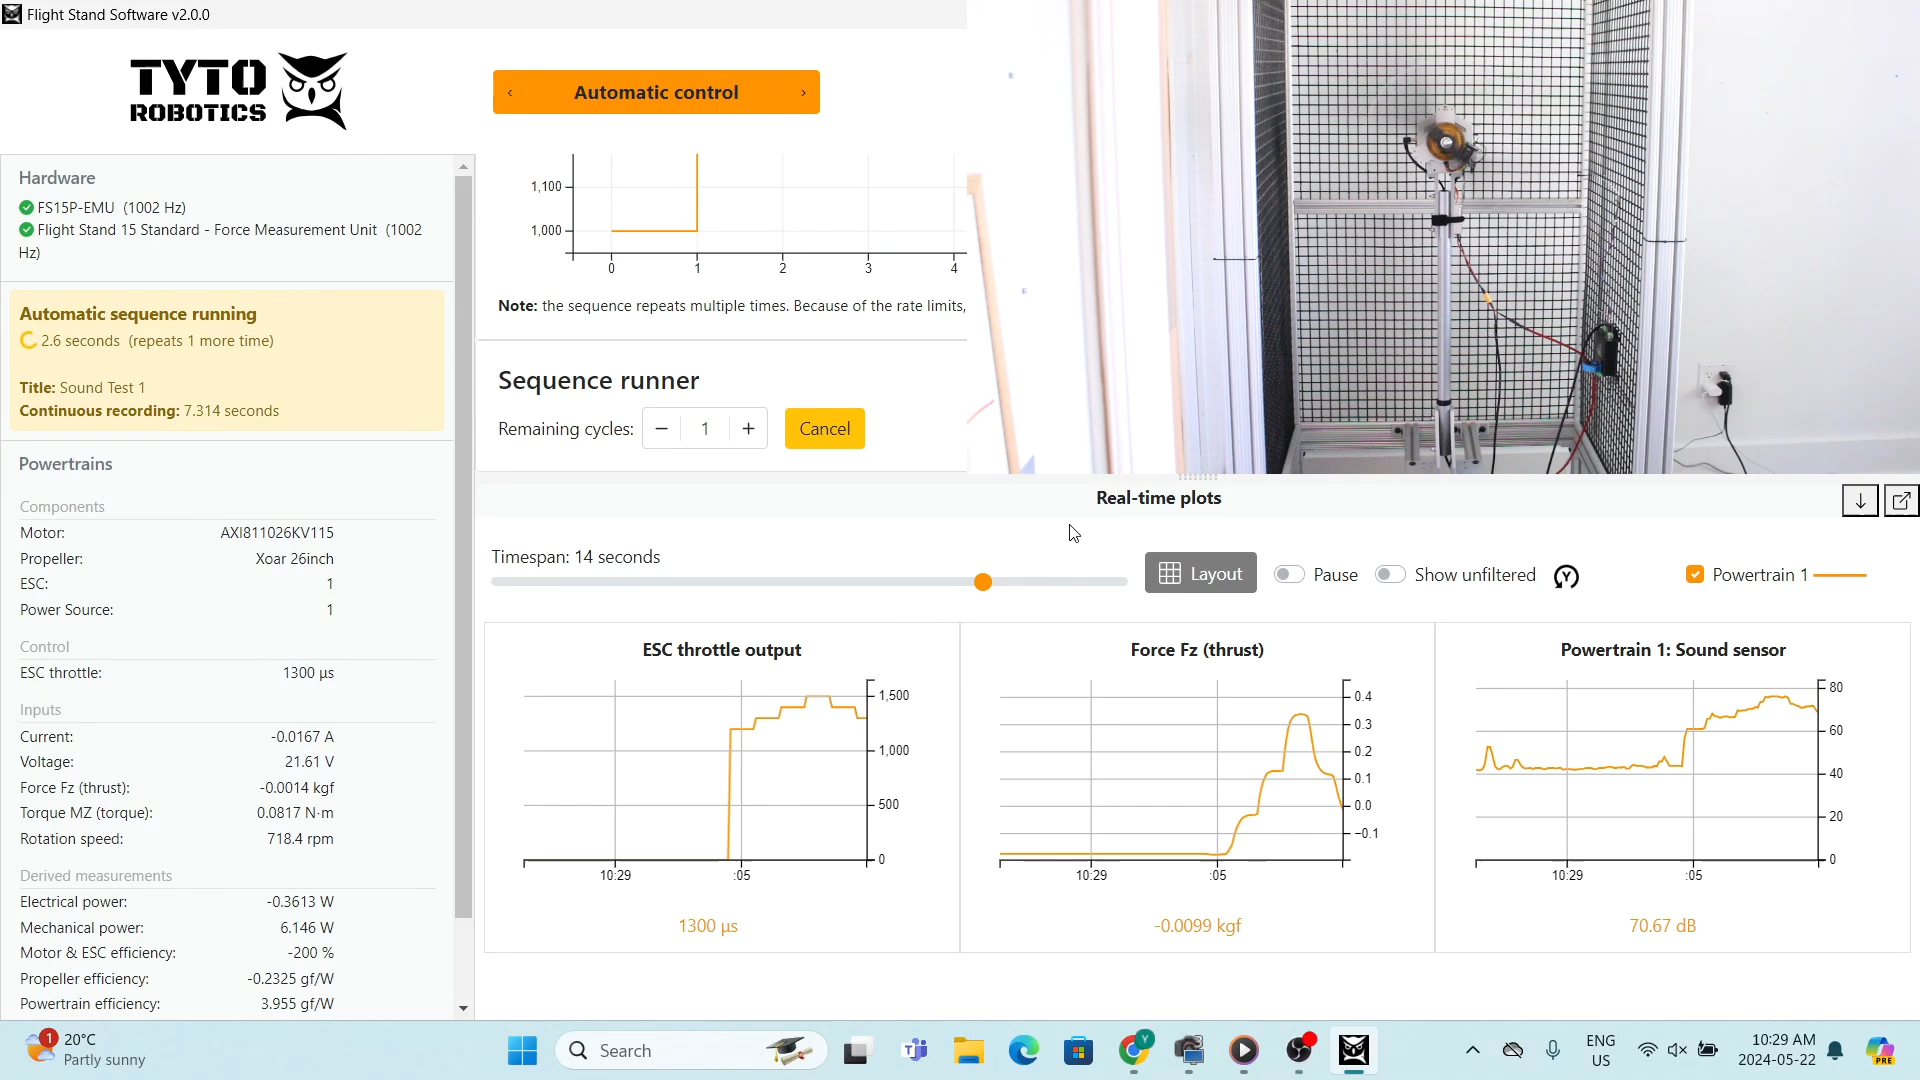 Flight Stand Software v2.0.0
TYTO
ROBOTICS
Hardware
FS15P-EMU (1002 Hz)
Flight Stand 15 Standard - Force Measurement Unit (1002
Hz)
Automatic sequence running
2.6 seconds (repeats 1 more time)
Title: Sound Test 1
Continuous recording: 7.314 seconds
Powertrains
Components
Motor: AXI811026KV115
Propeller: Xoar 26inch
ESC: 1
Power Source: 1
Control
ESC throttle: 1300 µs
Inputs
Current: -0.0167 A
Voltage: 21.61 V
Force Fz (thrust): -0.0014 kgf
Torque MZ (torque): 0.0817 N·m
Rotation speed: 718.4 rpm
Derived measurements
Electrical power: -0.3613 W
Mechanical power: 6.146 W
Motor & ESC efficiency: -200 %
Propeller efficiency: -0.2325 gf/W
Powertrain efficiency: 3.955 gf/W
‹ Automatic control ›
1,100
1,000
0 1 2 3 4
Note: the sequence repeats multiple times. Because of the rate limits,
Sequence runner
Remaining cycles: − 1 + Cancel
Real-time plots
Timespan: 14 seconds
Layout Pause Show unfiltered Y Powertrain 1
ESC throttle output
1,500
1,000
500
0
10:29 :05
1300 µs
Force Fz (thrust)
0.4
0.3
0.2
0.1
0.0
−0.1
10:29 :05
-0.0099 kgf
Powertrain 1: Sound sensor
80
60
40
20
0
10:29 :05
70.67 dB
1
20°C
Partly sunny
Search
Y
ENG
US
10:29 AM
2024-05-22
PRE